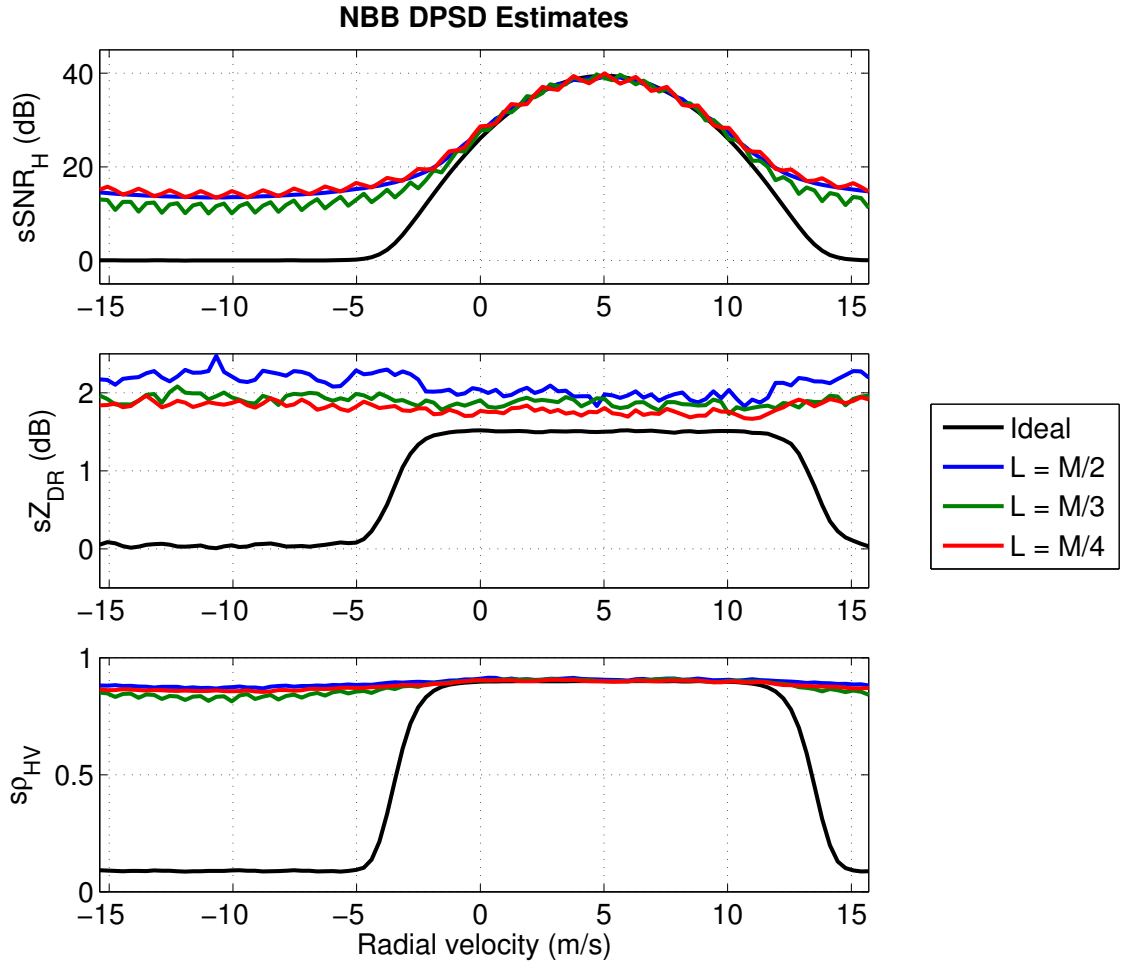 NBB DPSD Estimates
sSNR_H (dB)
40
20
0
−15 −10 −5 0 5 10 15
sZ_DR (dB)
2
1
0
−15 −10 −5 0 5 10 15
sρ_HV
1
0.5
0
−15 −10 −5 0 5 10 15
Radial velocity (m/s)
Ideal
L = M/2
L = M/3
L = M/4